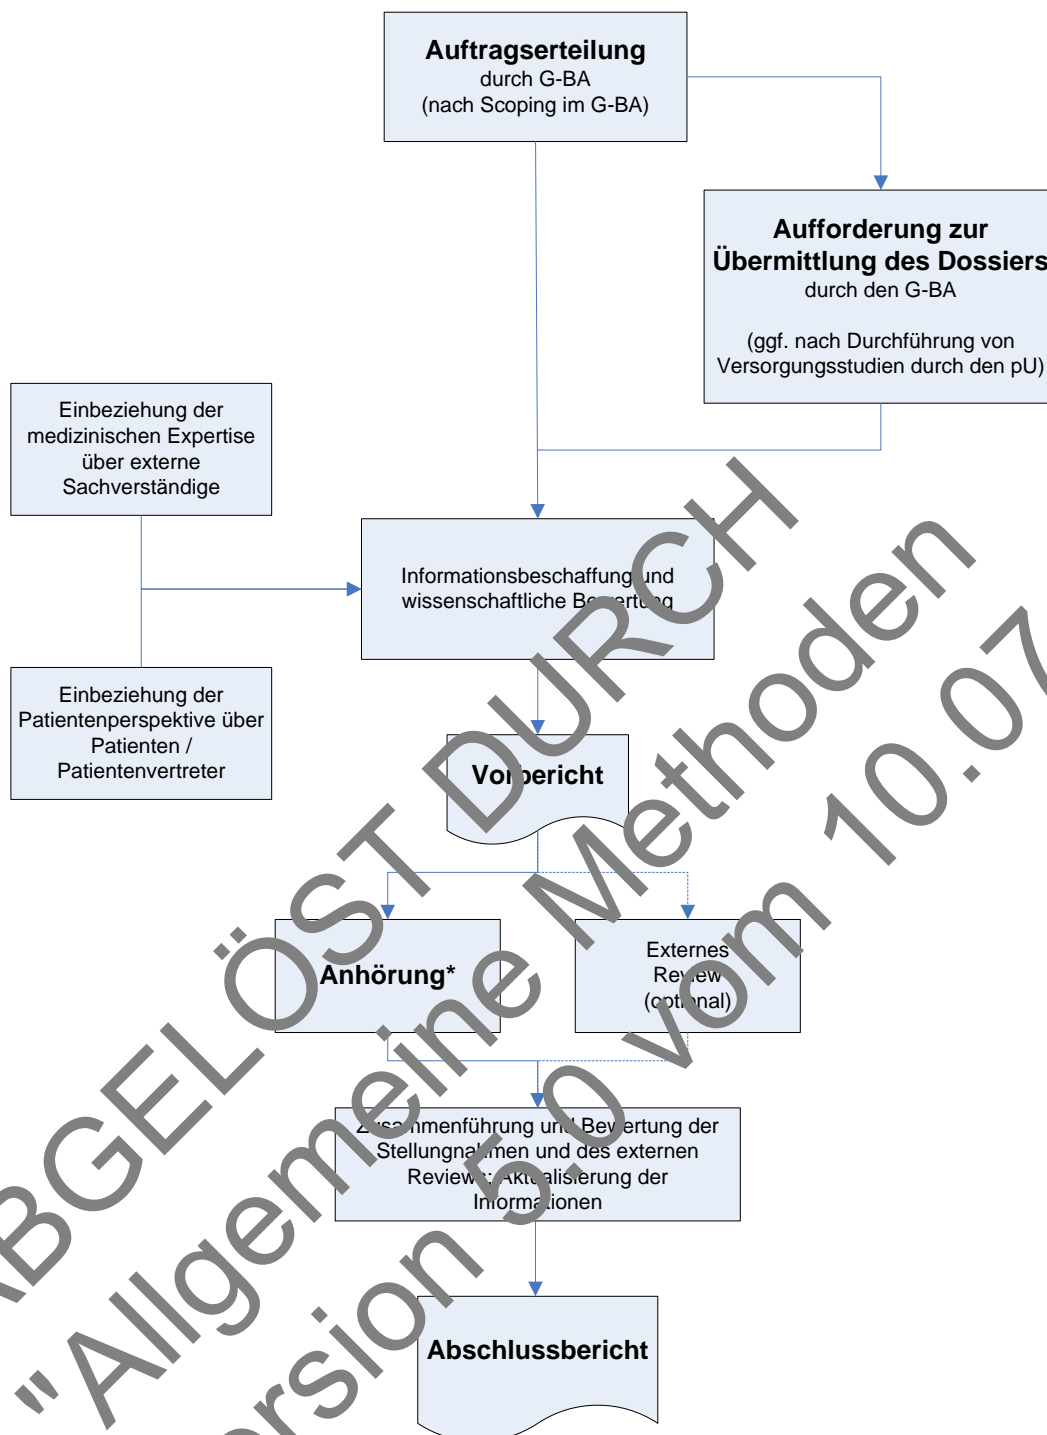 Auftragserteilung
durch G-BA
(nach Scoping im G-BA)
Aufforderung zur
Übermittlung des Dossiers
durch den G-BA
(ggf. nach Durchführung von
Versorgungsstudien durch den pU)
Einbeziehung der
medizinischen Expertise
über externe
Sachverständige
Informationsbeschaffung und
wissenschaftliche Bewertung
Einbeziehung der
Patientenperspektive über
Patienten /
Patientenvertreter
Vorbericht
Anhörung*
Externes
Review
(optional)
Zusammenführung und Bewertung der
Stellungnahmen und des externen
Reviews; Aktualisierung der
Informationen
Abschlussbericht
ABGELÖST DURCH
"Allgemeine Methoden
ersion 5.0 vom 10.07